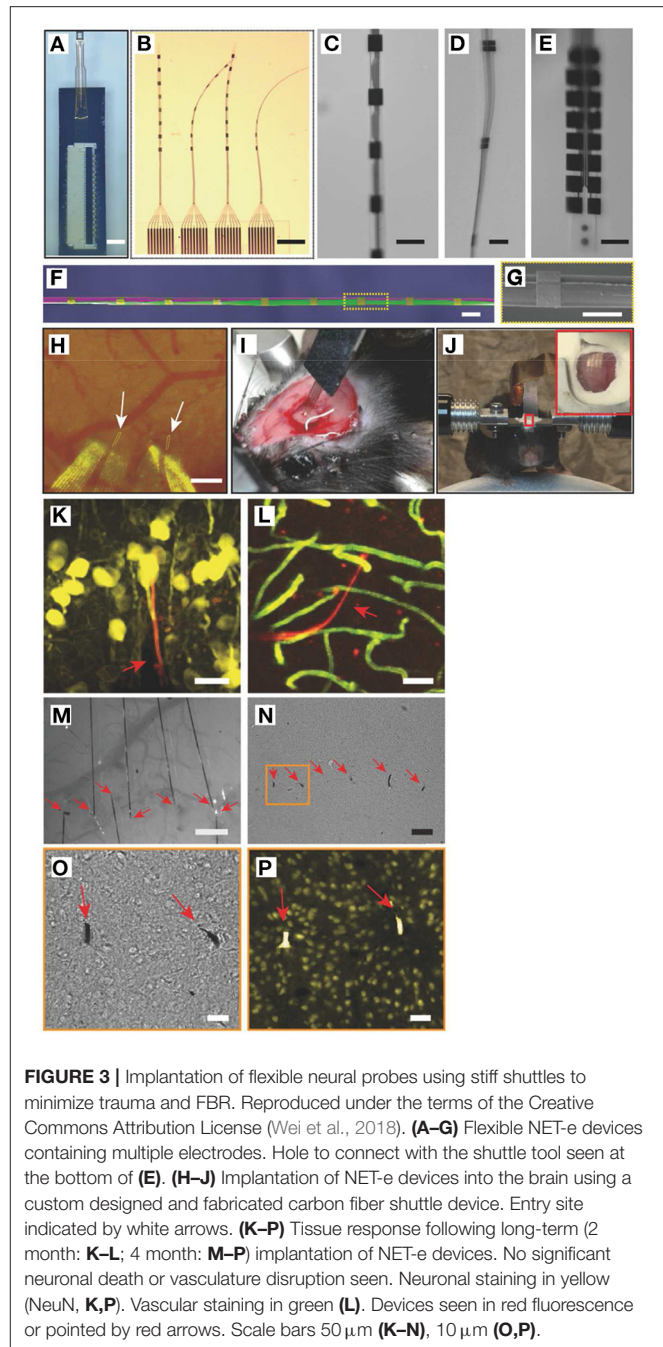 A
B
C
D
E
F
G
H
I
J
K
L
M
N
O
P
FIGURE 3 | Implantation of flexible neural probes using stiff shuttles to
minimize trauma and FBR. Reproduced under the terms of the Creative
Commons Attribution License (Wei et al., 2018). (A–G) Flexible NET-e devices
containing multiple electrodes. Hole to connect with the shuttle tool seen at
the bottom of (E). (H–J) Implantation of NET-e devices into the brain using a
custom designed and fabricated carbon fiber shuttle device. Entry site
indicated by white arrows. (K–P) Tissue response following long-term (2
month: K–L; 4 month: M–P) implantation of NET-e devices. No significant
neuronal death or vasculature disruption seen. Neuronal staining in yellow
(NeuN, K,P). Vascular staining in green (L). Devices seen in red fluorescence
or pointed by red arrows. Scale bars 50 μm (K–N), 10 μm (O,P).